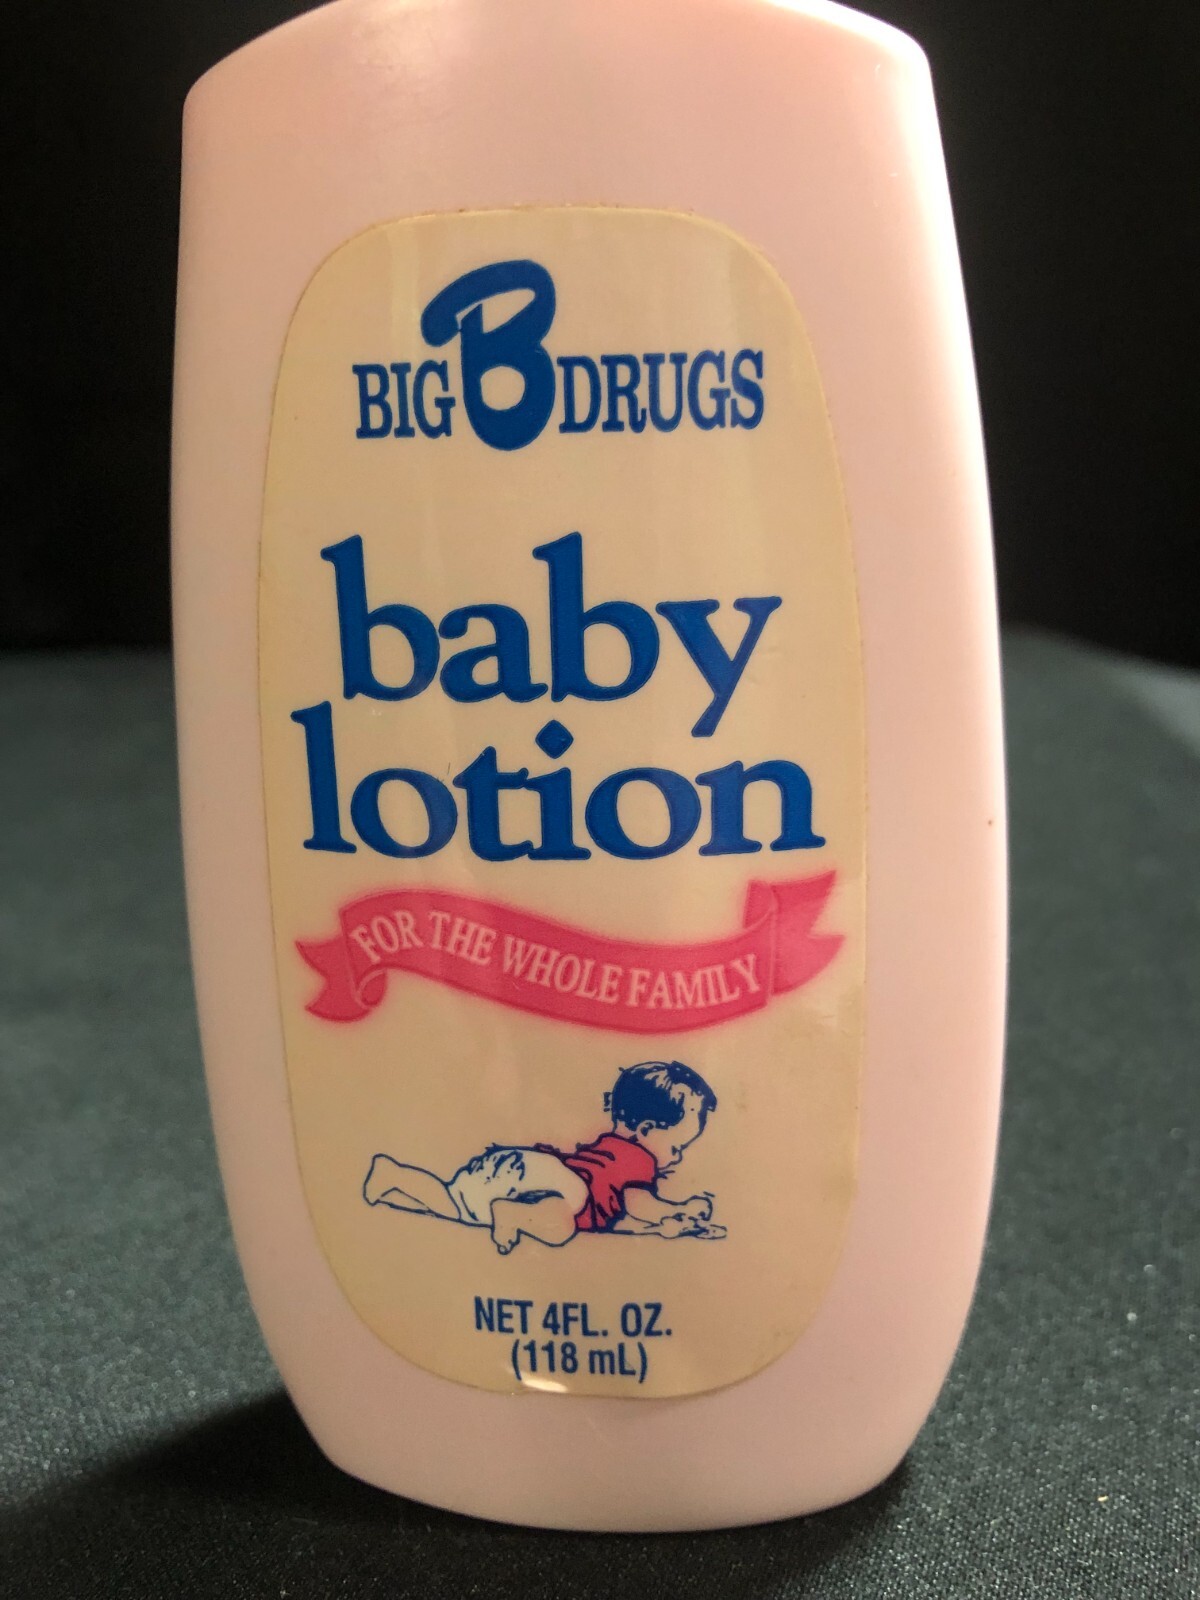 BIG B DRUGS
baby
lotion
FOR THE WHOLE FAMILY
NET 4FL. OZ.
(118 mL)